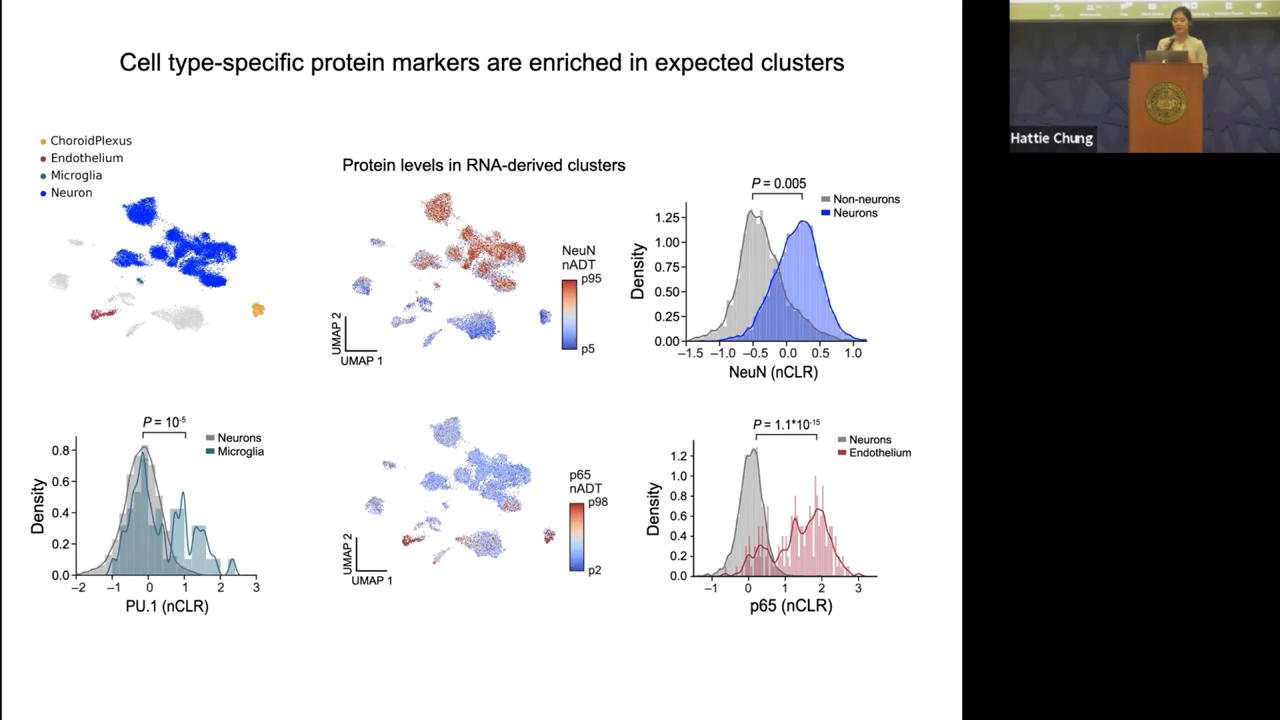 Cell type-specific protein markers are enriched in expected clusters
ChoroidPlexus
Endothelium
Microglia
Neuron
Protein levels in RNA-derived clusters
NeuN
nADT
p95
p5
UMAP 2
UMAP 1
P = 0.005
Non-neurons
Neurons
Density
1.25
1.00
0.75
0.50
0.25
0.00
−1.5 −1.0 −0.5 0.0 0.5 1.0
NeuN (nCLR)
P = 10-5
Neurons
Microglia
Density
0.8
0.6
0.4
0.2
0.0
−2 −1 0 1 2 3
PU.1 (nCLR)
p65
nADT
p98
p2
UMAP 2
UMAP 1
P = 1.1*10-15
Neurons
Endothelium
Density
1.2
1.0
0.8
0.6
0.4
0.2
0.0
−1 0 1 2 3
p65 (nCLR)
Hattie Chung